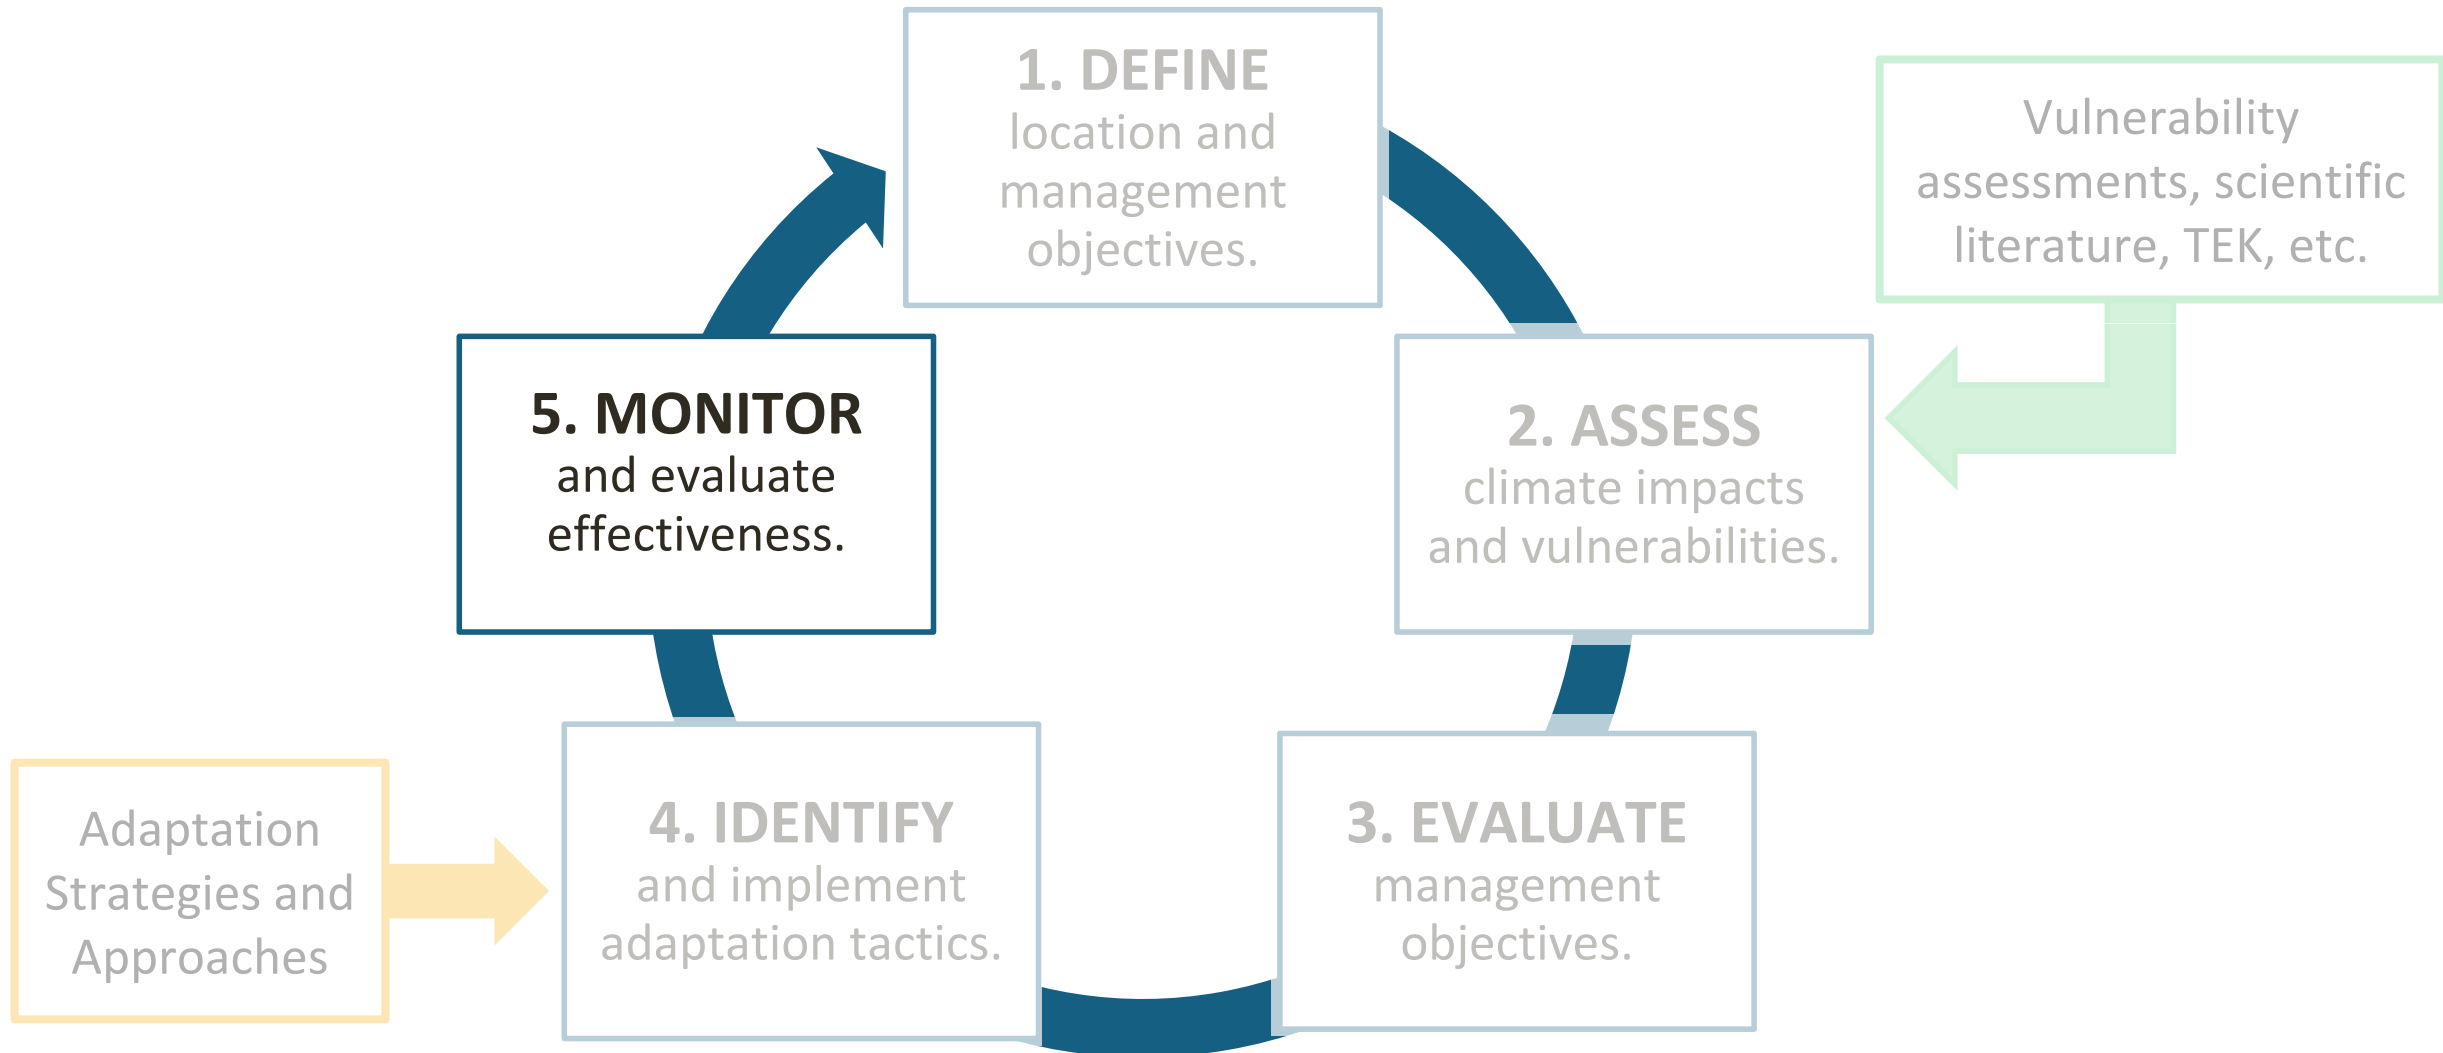 1. DEFINE
location and
management
objectives.
Vulnerability
assessments, scientific
literature, TEK, etc.
2. ASSESS
climate impacts
and vulnerabilities.
3. EVALUATE
management
objectives.
4. IDENTIFY
and implement
adaptation tactics.
Adaptation
Strategies and
Approaches
5. MONITOR
and evaluate
effectiveness.